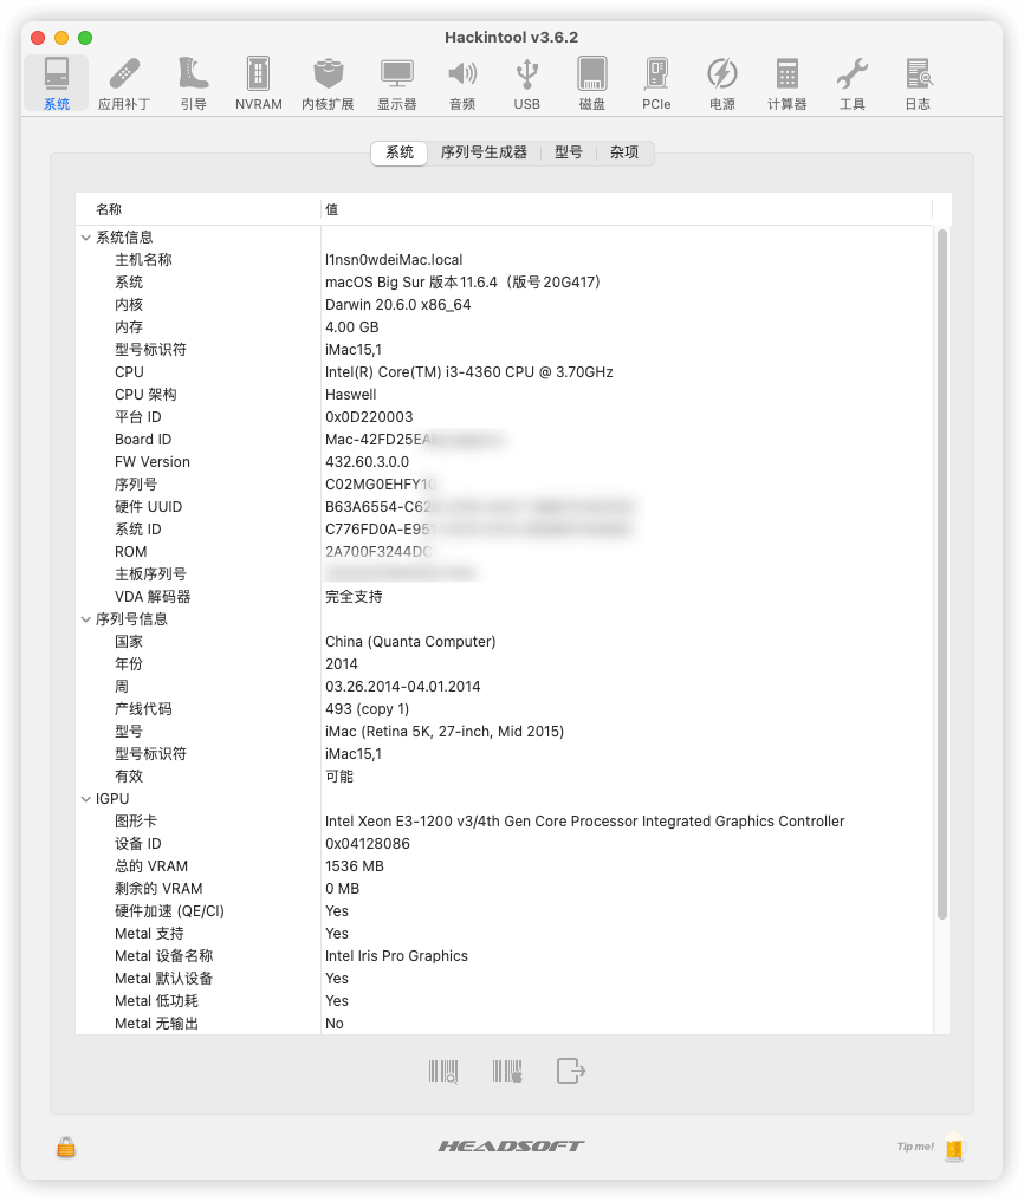 Hackintool v3.6.2
系统 应用补丁 引导 NVRAM 内核扩展 显示器 音频 USB 磁盘 PCIe 电源 计算器 工具 日志
系统 序列号生成器 型号 杂项
名称 值
系统信息
主机名称 l1nsn0wdeiMac.local
系统 macOS Big Sur 版本11.6.4（版号20G417）
内核 Darwin 20.6.0 x86_64
内存 4.00 GB
型号标识符 iMac15,1
CPU Intel(R) Core(TM) i3-4360 CPU @ 3.70GHz
CPU 架构 Haswell
平台 ID 0x0D220003
Board ID Mac-42FD25EA
FW Version 432.60.3.0.0
序列号 C02MG0EHFY10
硬件 UUID B63A6554-C62
系统 ID C776FD0A-E951
ROM 2A700F3244DC
主板序列号
VDA 解码器 完全支持
序列号信息
国家 China (Quanta Computer)
年份 2014
周 03.26.2014-04.01.2014
产线代码 493 (copy 1)
型号 iMac (Retina 5K, 27-inch, Mid 2015)
型号标识符 iMac15,1
有效 可能
IGPU
图形卡 Intel Xeon E3-1200 v3/4th Gen Core Processor Integrated Graphics Controller
设备 ID 0x04128086
总的 VRAM 1536 MB
剩余的 VRAM 0 MB
硬件加速 (QE/CI) Yes
Metal 支持 Yes
Metal 设备名称 Intel Iris Pro Graphics
Metal 默认设备 Yes
Metal 低功耗 Yes
Metal 无输出 No
HEADSOFT
Tip me!